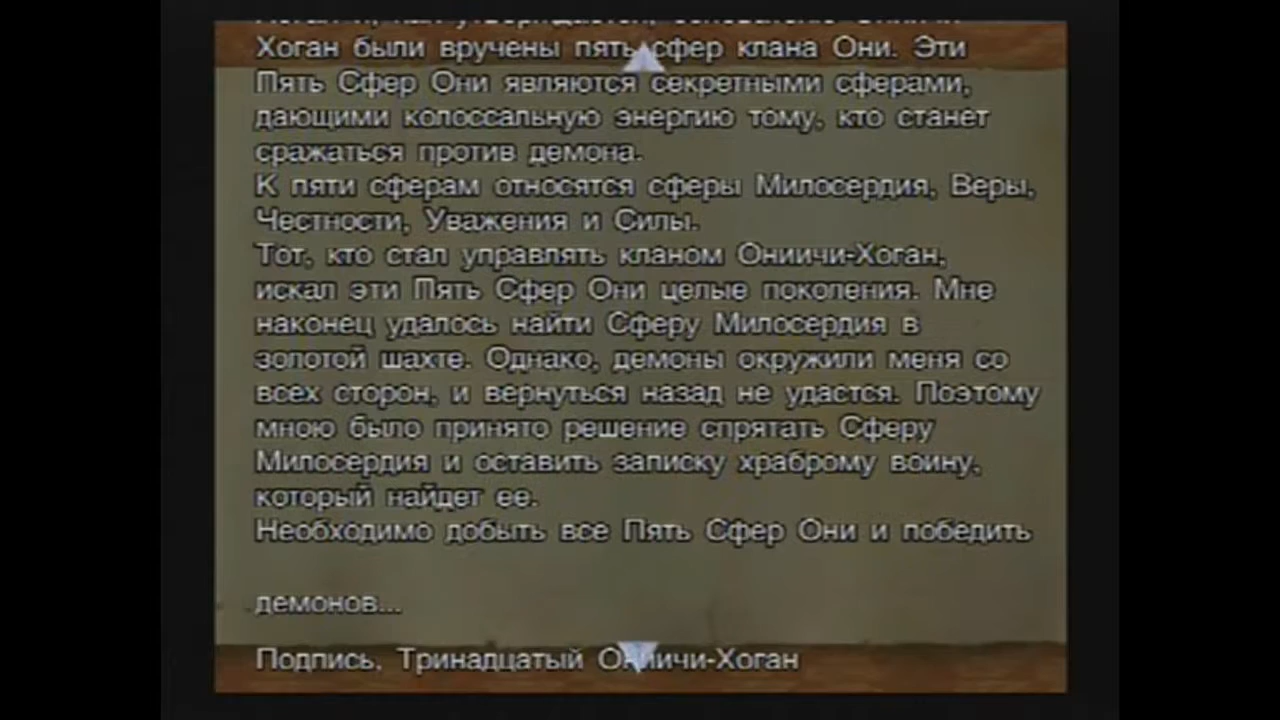 Хоган были вручены пять сфер клана Они. Эти
Пять Сфер Они являются секретными сферами,
дающими колоссальную энергию тому, кто станет
сражаться против демона.
К пяти сферам относятся сферы Милосердия, Веры,
Честности, Уважения и Силы.
Тот, кто стал управлять кланом Ониичи-Хоган,
искал эти Пять Сфер Они целые поколения. Мне
наконец удалось найти Сферу Милосердия в
золотой шахте. Однако, демоны окружили меня со
всех сторон, и вернуться назад не удастся. Поэтому
мною было принято решение спрятать Сферу
Милосердия и оставить записку храброму воину,
который найдет ее.
Необходимо добыть все Пять Сфер Они и победить
демонов...
Подпись, Тринадцатый Ониичи-Хоган